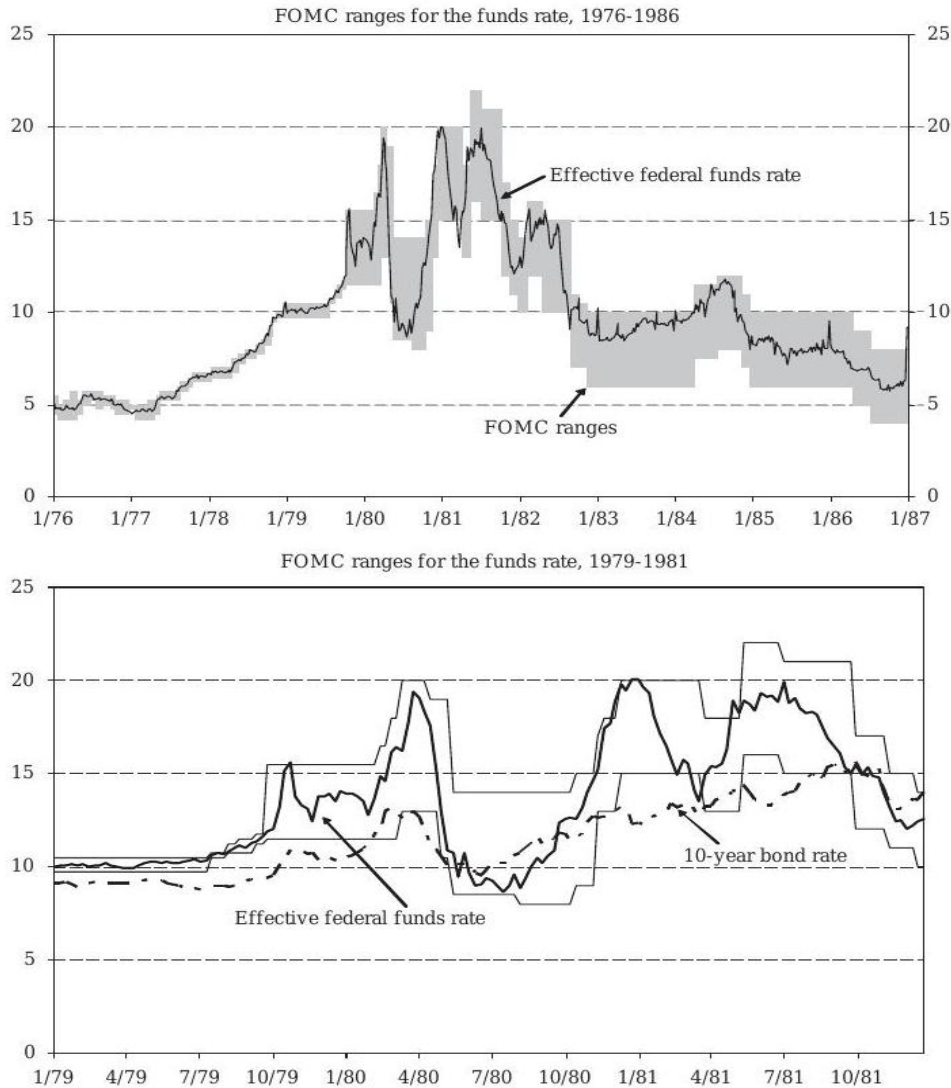 FOMC ranges for the funds rate, 1976-1986
25 25
20 20
Effective federal funds rate
15 15
10 10
5 5
FOMC ranges
0 0
1/76 1/77 1/78 1/79 1/80 1/81 1/82 1/83 1/84 1/85 1/86 1/87
FOMC ranges for the funds rate, 1979-1981
25
20
15
10-year bond rate
10
Effective federal funds rate
5
0
1/79 4/79 7/79 10/79 1/80 4/80 7/80 10/80 1/81 4/81 7/81 10/81